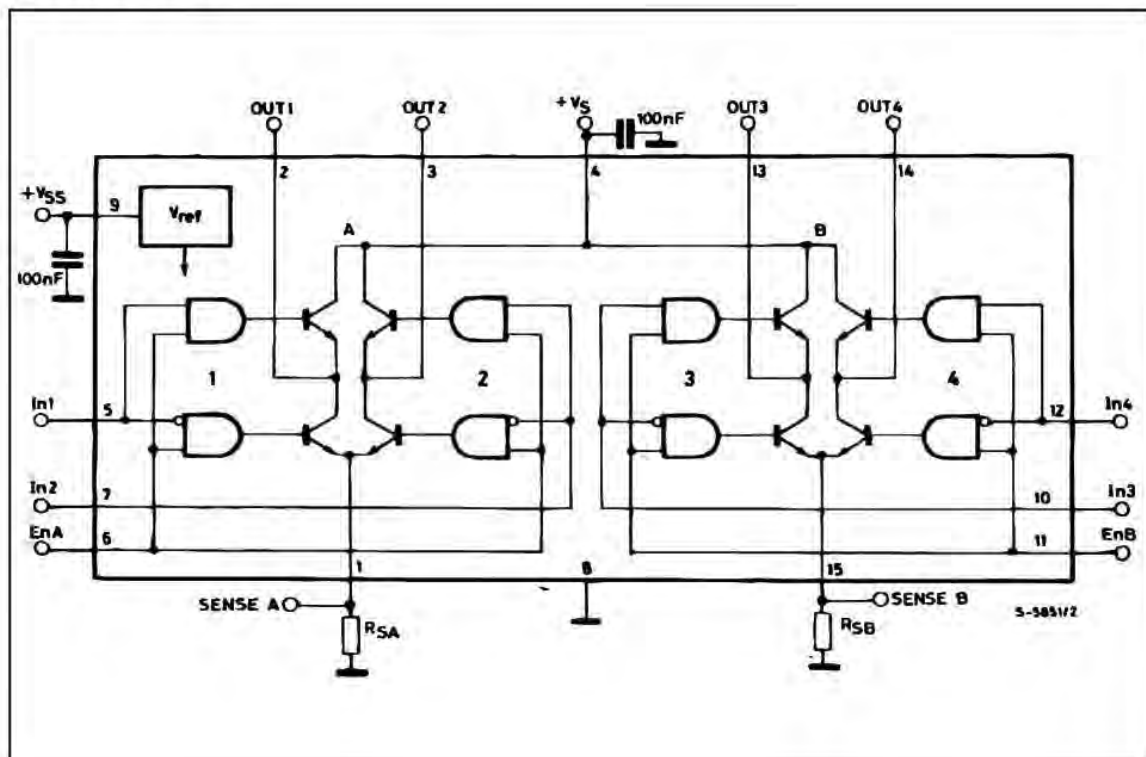 OUT1
OUT2
+VS
100nF
OUT3
OUT4
2
3
4
13
14
+VSS
9
Vref
A
B
100nF
1
2
3
4
In1
5
12
In4
In2
7
10
In3
EnA
6
11
EnB
1
8
15
SENSE A
SENSE B
S-5851/2
RSA
RSB